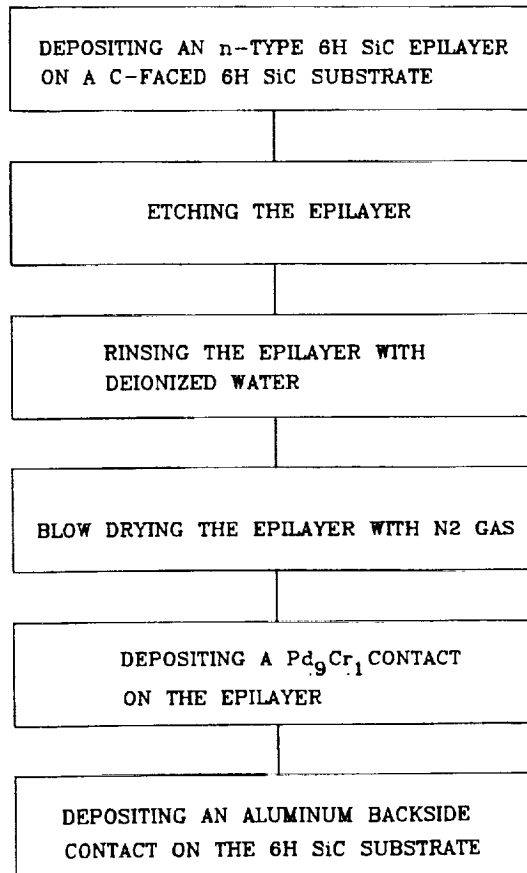 DEPOSITING AN n-TYPE 6H SiC EPILAYER
ON A C-FACED 6H SiC SUBSTRATE
ETCHING THE EPILAYER
RINSING THE EPILAYER WITH
DEIONIZED WATER
BLOW DRYING THE EPILAYER WITH N2 GAS
DEPOSITING A Pd₉Cr₁ CONTACT
ON THE EPILAYER
DEPOSITING AN ALUMINUM BACKSIDE
CONTACT ON THE 6H SiC SUBSTRATE